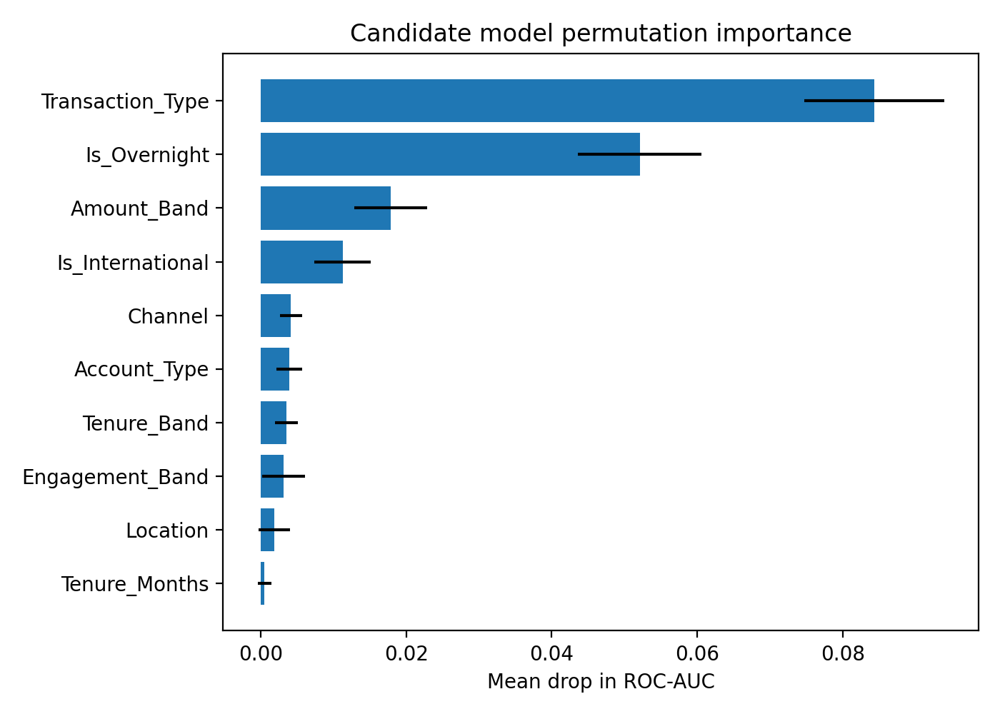 Candidate model permutation importance
Transaction_Type
Is_Overnight
Amount_Band
Is_International
Channel
Account_Type
Tenure_Band
Engagement_Band
Location
Tenure_Months
0.00 0.02 0.04 0.06 0.08
Mean drop in ROC-AUC